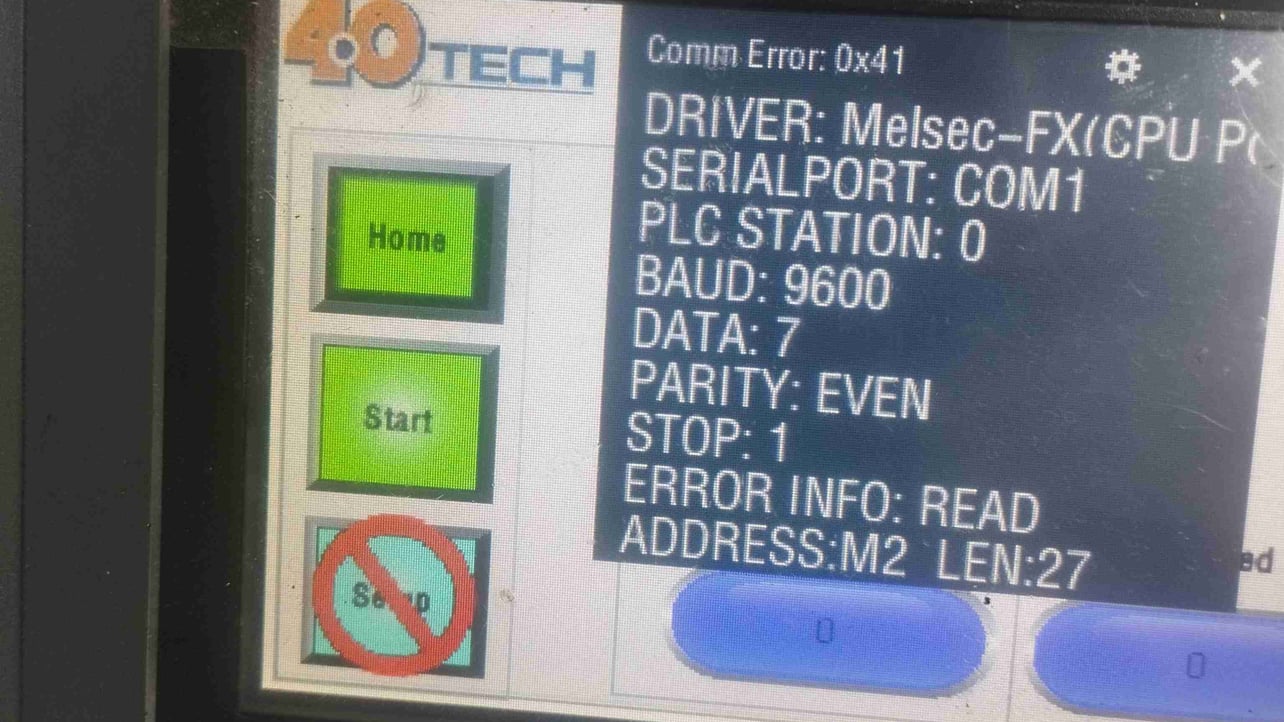 4.0 TECH
Comm Error: 0x41
DRIVER: Melsec-FX(CPU
SERIALPORT: COM1
PLC STATION: 0
BAUD: 9600
DATA: 7
PARITY: EVEN
STOP: 1
ERROR INFO: READ
ADDRESS:M2 LEN:27
Home
Start
0
0